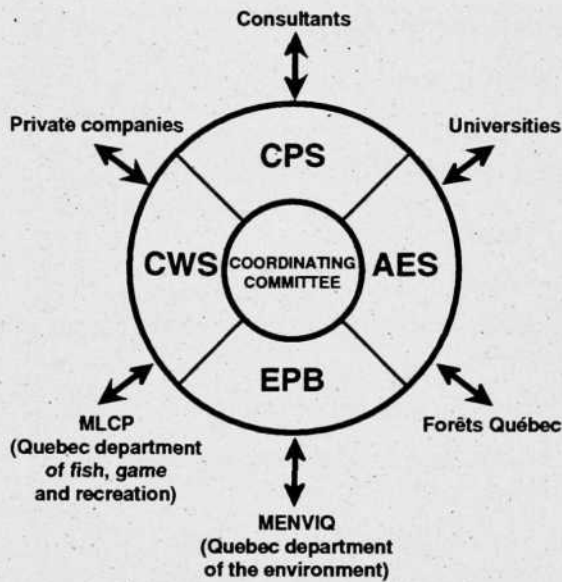 Consultants
Private companies
Universities
CPS
CWS
COORDINATING
COMMITTEE
AES
EPB
MLCP
(Quebec department
of fish, game
and recreation)
Forêts Québec
MENVIQ
(Quebec department
of the environment)